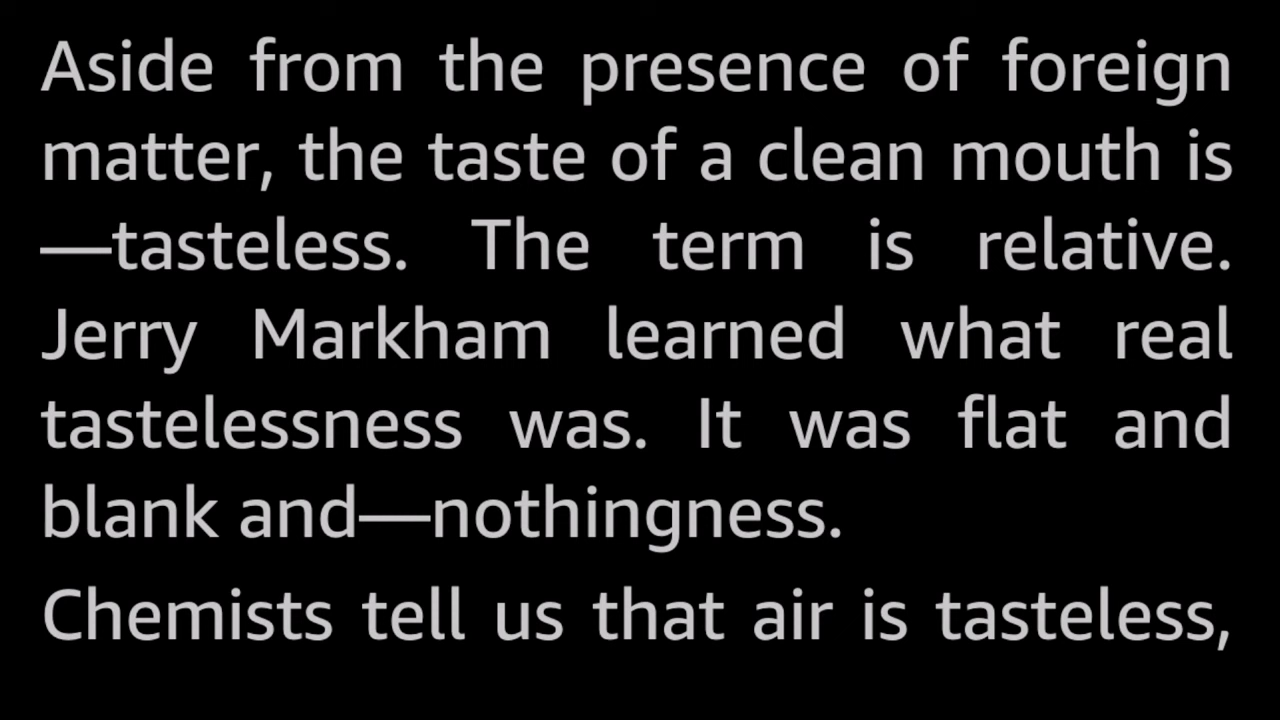 Aside from the presence of foreign
matter, the taste of a clean mouth is
—tasteless. The term is relative.
Jerry Markham learned what real
tastelessness was. It was flat and
blank and—nothingness.
Chemists tell us that air is tasteless,